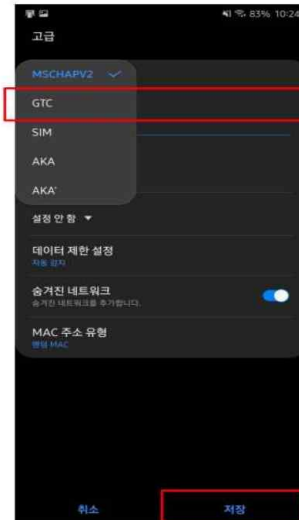 83% 10:24
고급
MSCHAPV2
GTC
SIM
AKA
AKA'
설정 안 함
데이터 제한 설정
자동 감지
숨겨진 네트워크
숨겨진 네트워크를 추가합니다.
MAC 주소 유형
랜덤 MAC
취소
저장